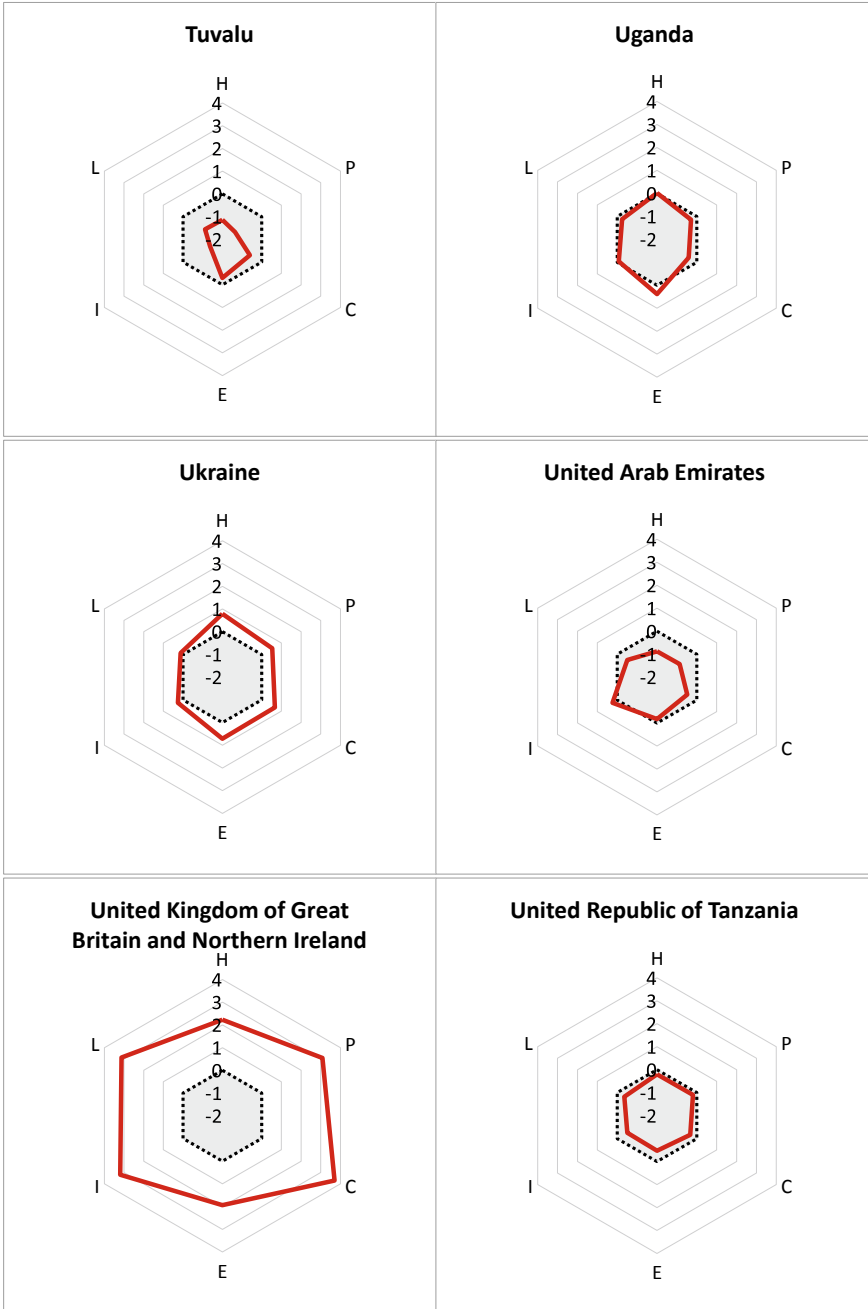 Tuvalu
H
4
3
2
1
0
-1
-2
L
P
I
C
E
Uganda
H
4
3
2
1
0
-1
-2
L
P
I
C
E
Ukraine
H
4
3
2
1
0
-1
-2
L
P
I
C
E
United Arab Emirates
H
4
3
2
1
0
-1
-2
L
P
I
C
E
United Kingdom of Great
Britain and Northern Ireland
H
4
3
2
1
0
-1
-2
L
P
I
C
E
United Republic of Tanzania
H
4
3
2
1
0
-1
-2
L
P
I
C
E